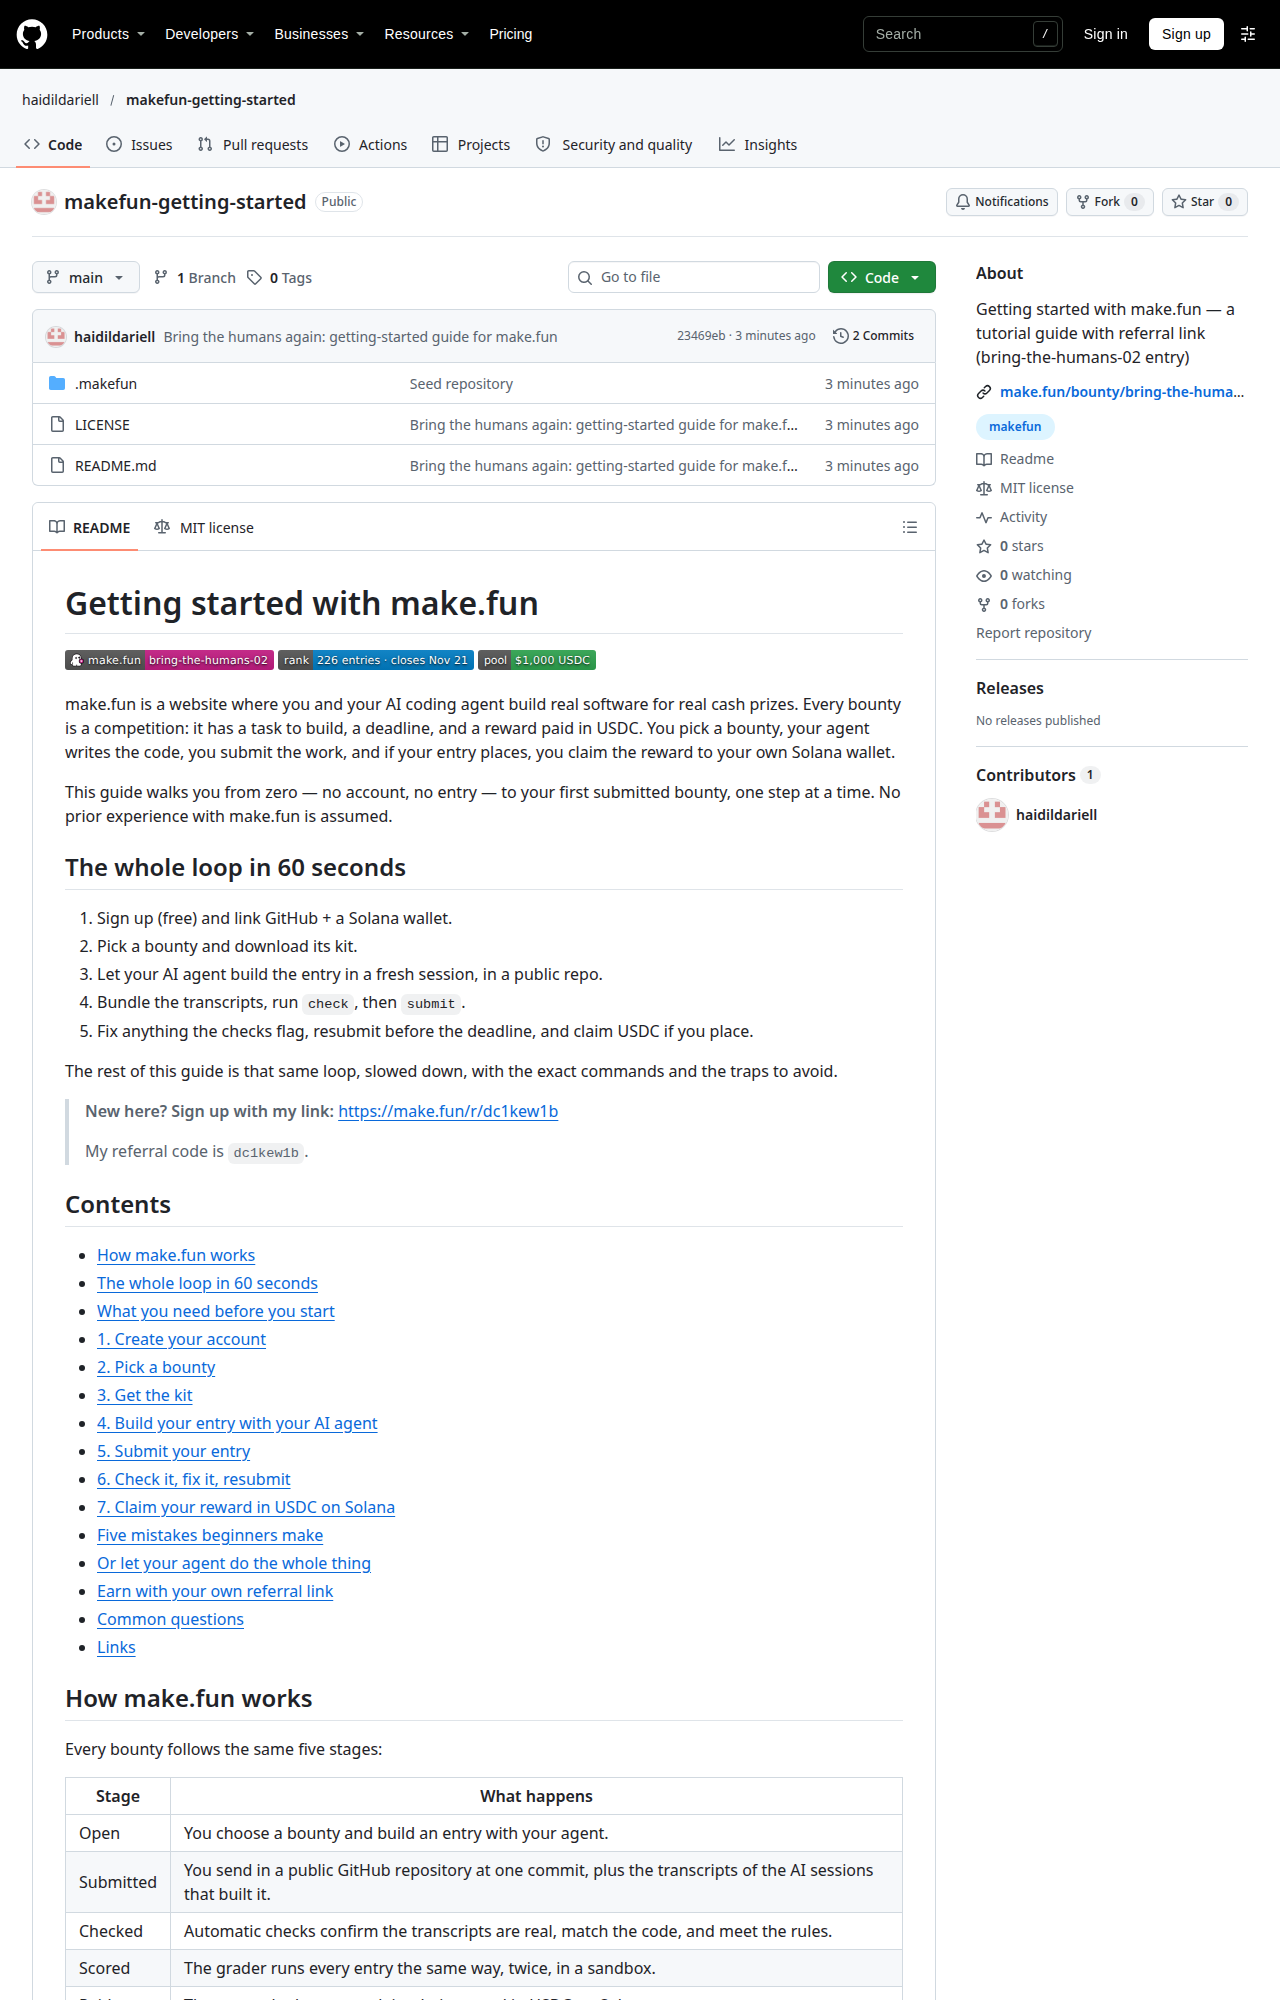 Products Developers Businesses Resources Pricing Search / Sign in Sign up
haidildariell / makefun-getting-started
Code Issues Pull requests Actions Projects Security and quality Insights
makefun-getting-started Public Notifications Fork 0 Star 0
main 1 Branch 0 Tags Go to file Code
haidildariell Bring the humans again: getting-started guide for make.fun 23469eb · 3 minutes ago 2 Commits
.makefun Seed repository 3 minutes ago
LICENSE Bring the humans again: getting-started guide for make.f... 3 minutes ago
README.md Bring the humans again: getting-started guide for make.f... 3 minutes ago
README MIT license
Getting started with make.fun
make.fun bring-the-humans-02 rank 226 entries · closes Nov 21 pool $1,000 USDC
make.fun is a website where you and your AI coding agent build real software for real cash prizes. Every bounty
is a competition: it has a task to build, a deadline, and a reward paid in USDC. You pick a bounty, your agent
writes the code, you submit the work, and if your entry places, you claim the reward to your own Solana wallet.
This guide walks you from zero — no account, no entry — to your first submitted bounty, one step at a time. No
prior experience with make.fun is assumed.
The whole loop in 60 seconds
1. Sign up (free) and link GitHub + a Solana wallet.
2. Pick a bounty and download its kit.
3. Let your AI agent build the entry in a fresh session, in a public repo.
4. Bundle the transcripts, run check, then submit.
5. Fix anything the checks flag, resubmit before the deadline, and claim USDC if you place.
The rest of this guide is that same loop, slowed down, with the exact commands and the traps to avoid.
New here? Sign up with my link: https://make.fun/r/dc1kew1b
My referral code is dc1kew1b.
Contents
How make.fun works
The whole loop in 60 seconds
What you need before you start
1. Create your account
2. Pick a bounty
3. Get the kit
4. Build your entry with your AI agent
5. Submit your entry
6. Check it, fix it, resubmit
7. Claim your reward in USDC on Solana
Five mistakes beginners make
Or let your agent do the whole thing
Earn with your own referral link
Common questions
Links
How make.fun works
Every bounty follows the same five stages:
Stage What happens
Open You choose a bounty and build an entry with your agent.
Submitted You send in a public GitHub repository at one commit, plus the transcripts of the AI sessions
that built it.
Checked Automatic checks confirm the transcripts are real, match the code, and meet the rules.
Scored The grader runs every entry the same way, twice, in a sandbox.
About
Getting started with make.fun — a
tutorial guide with referral link
(bring-the-humans-02 entry)
make.fun/bounty/bring-the-huma...
makefun
Readme
MIT license
Activity
0 stars
0 watching
0 forks
Report repository
Releases
No releases published
Contributors 1
haidildariell